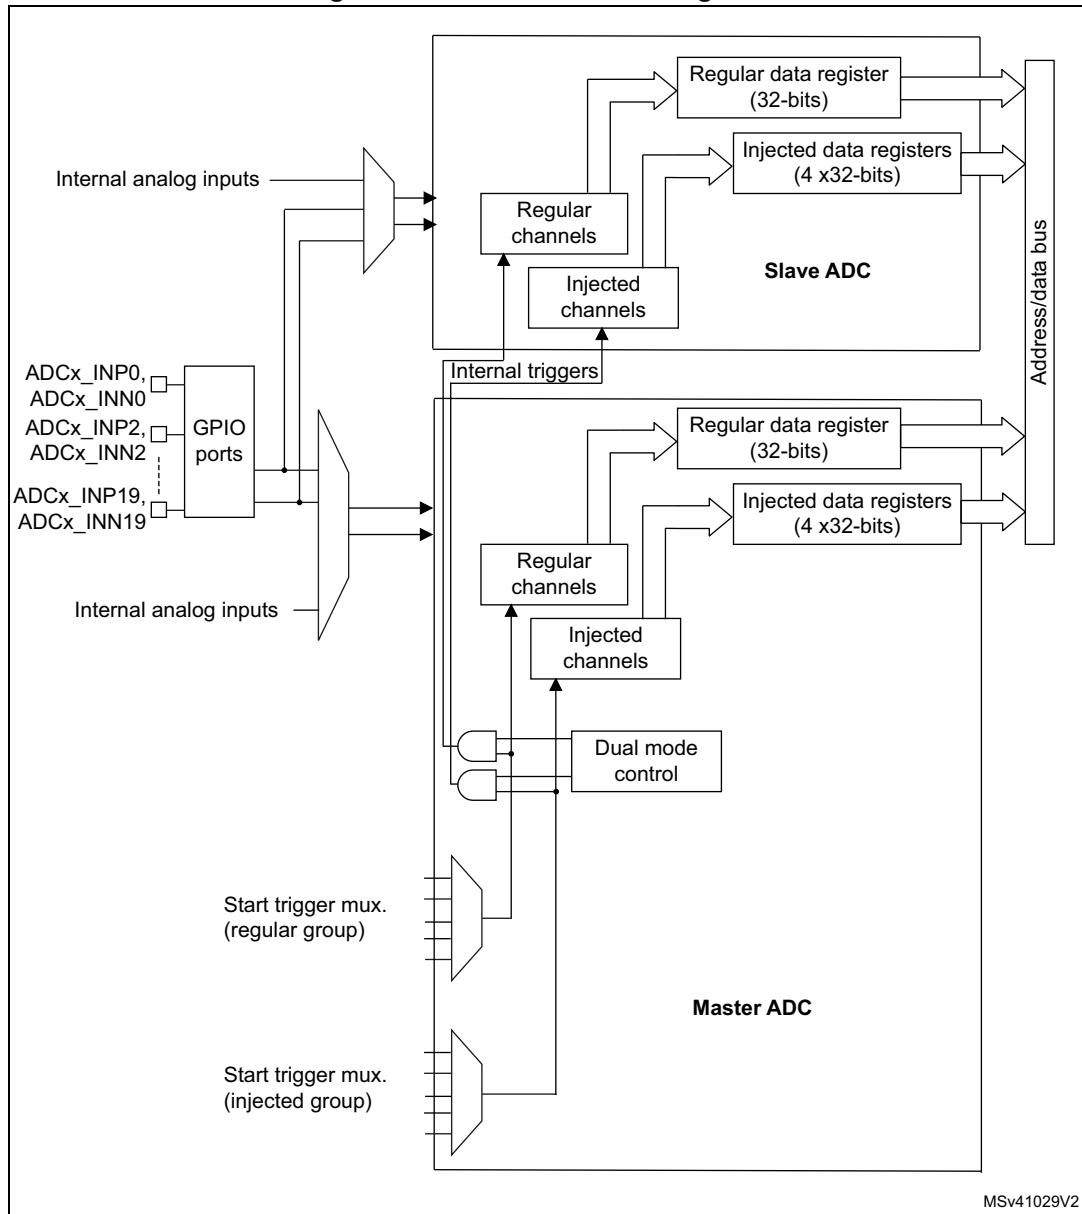 Regular data register
(32-bits)
Injected data registers
(4 x32-bits)
Internal analog inputs
Regular
channels
Slave ADC
Injected
channels
Address/data bus
Internal triggers
ADCx_INP0,
ADCx_INN0
ADCx_INP2,
ADCx_INN2
ADCx_INP19,
ADCx_INN19
GPIO
ports
Regular data register
(32-bits)
Injected data registers
(4 x32-bits)
Regular
channels
Internal analog inputs
Injected
channels
Dual mode
control
Start trigger mux.
(regular group)
Master ADC
Start trigger mux.
(injected group)
MSv41029V2